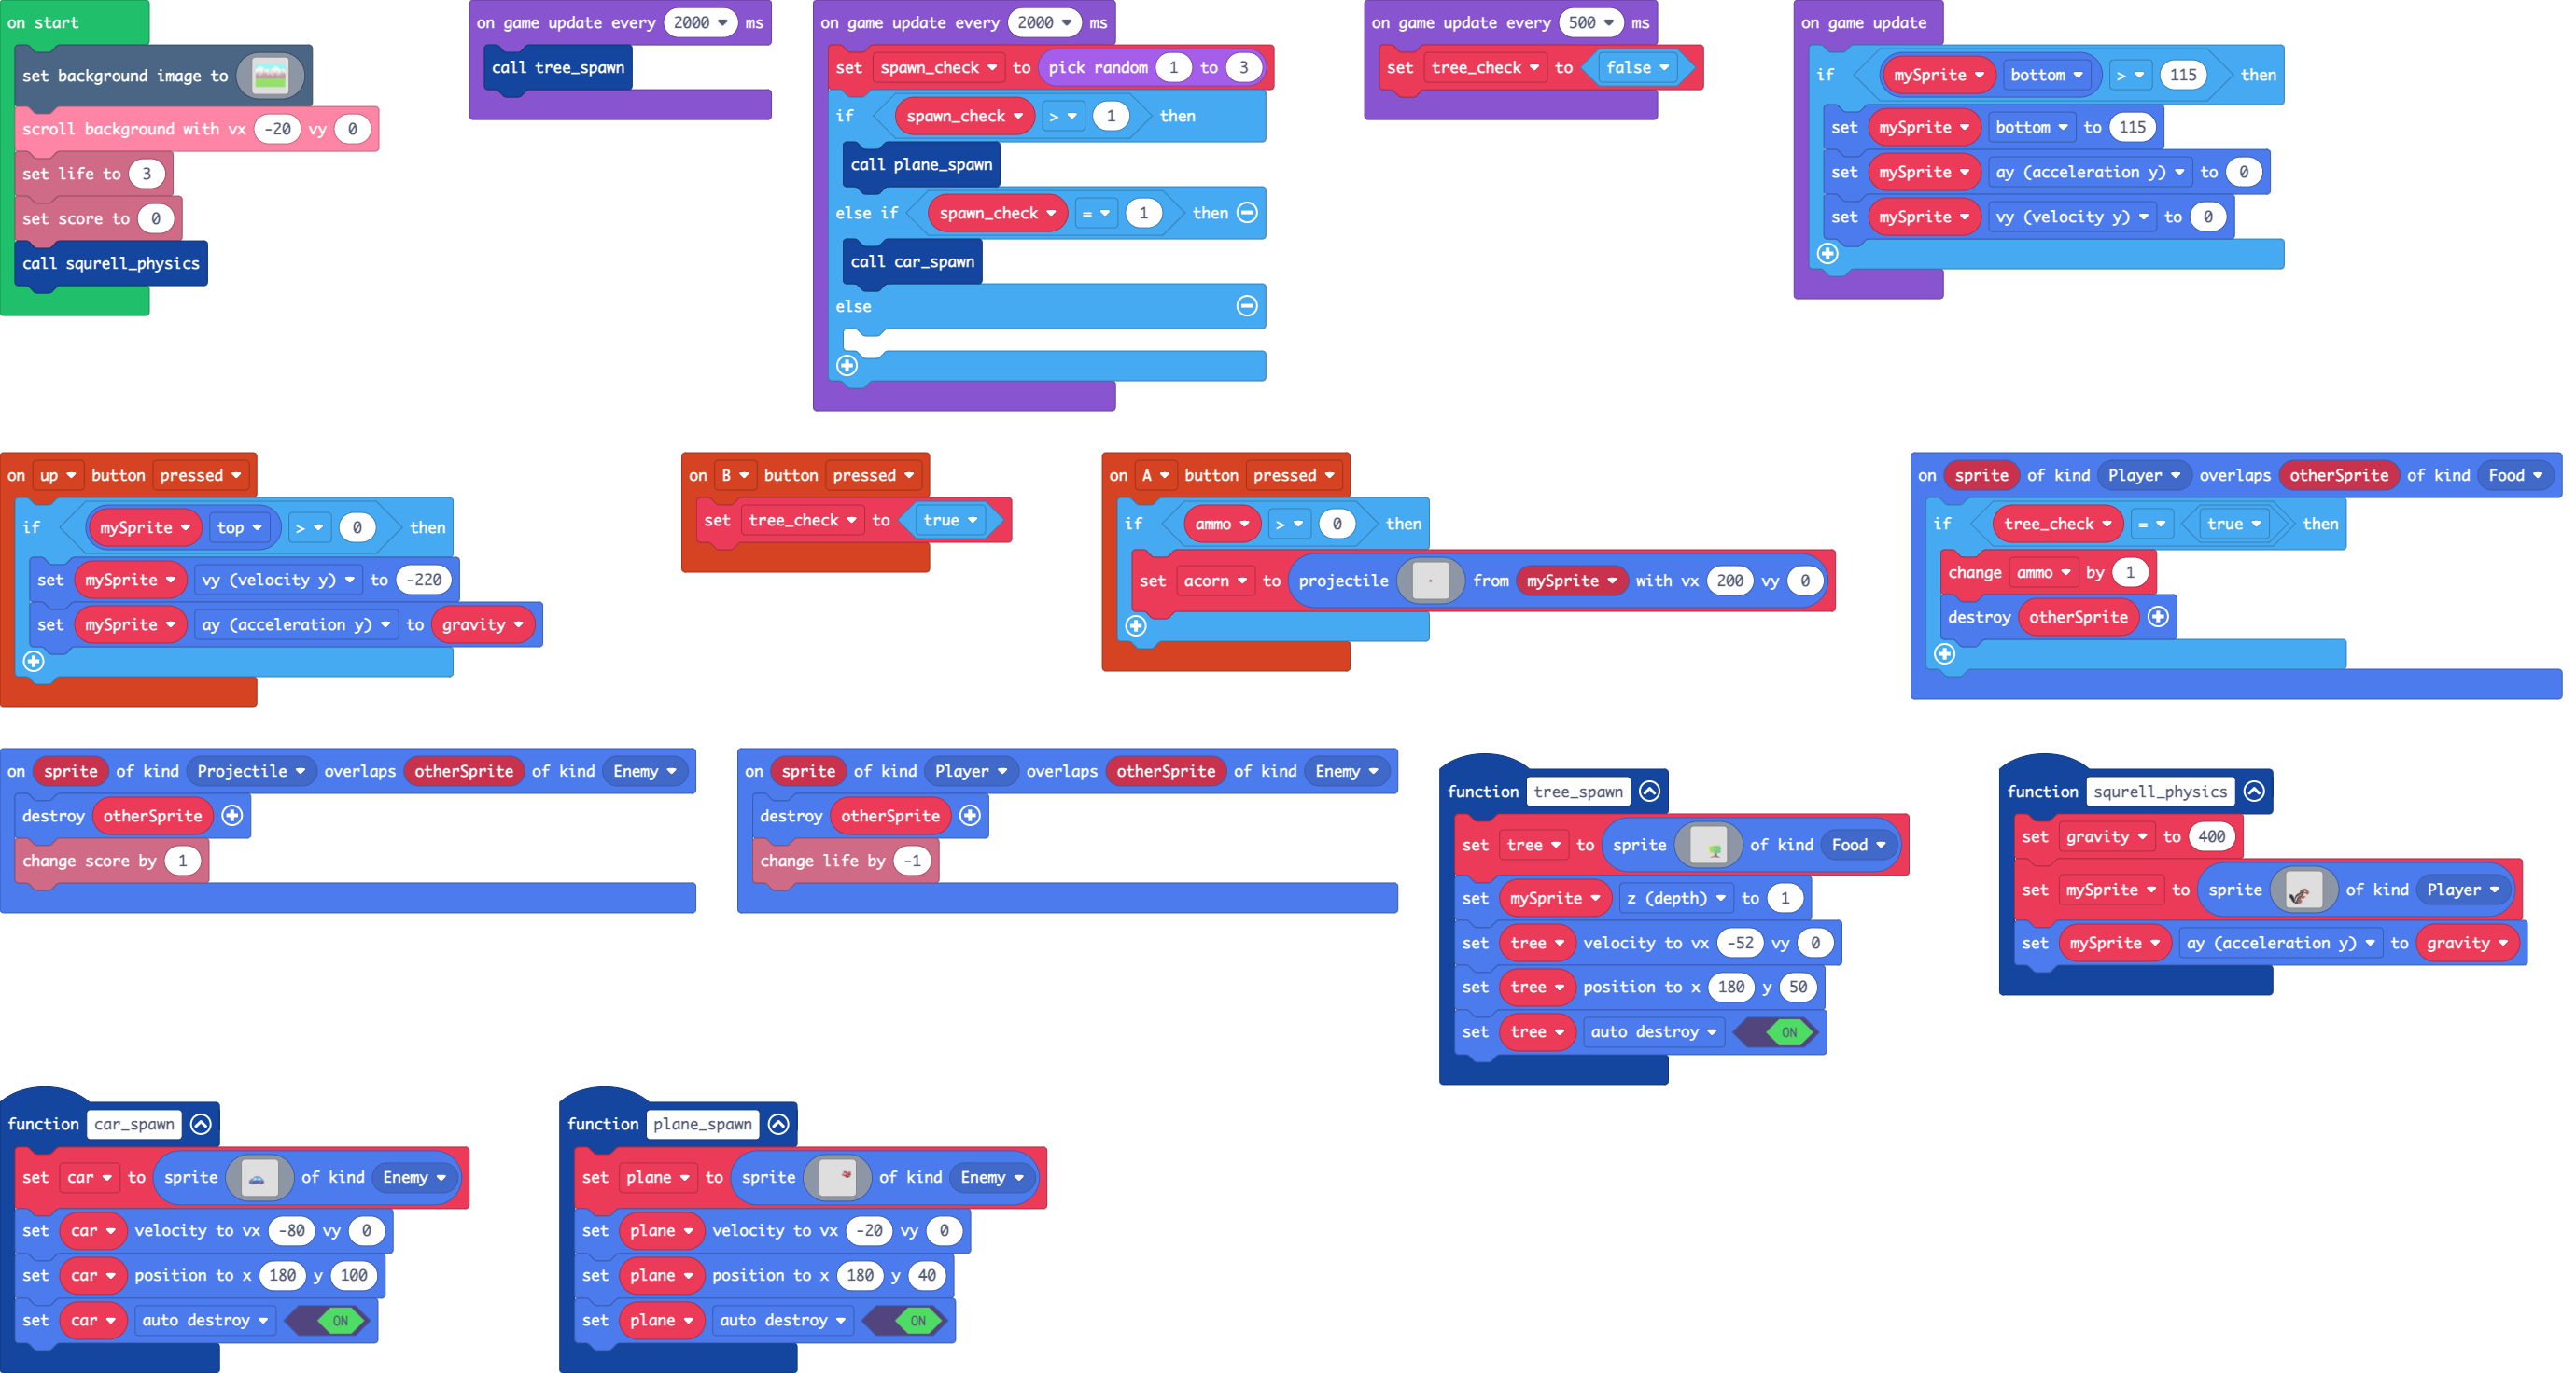 on start
set background image to
scroll background with vx -20 vy 0
set life to 3
set score to 0
call squrell_physics
on game update every 2000 ms
call tree_spawn
on game update every 2000 ms
set spawn_check to pick random 1 to 3
if spawn_check > 1 then
call plane_spawn
else if spawn_check = 1 then
call car_spawn
else
on game update every 500 ms
set tree_check to false
on game update
if mySprite bottom > 115 then
set mySprite bottom to 115
set mySprite ay (acceleration y) to 0
set mySprite vy (velocity y) to 0
on up button pressed
if mySprite top > 0 then
set mySprite vy (velocity y) to -220
set mySprite ay (acceleration y) to gravity
on B button pressed
set tree_check to true
on A button pressed
if ammo > 0 then
set acorn to projectile from mySprite with vx 200 vy 0
on sprite of kind Player overlaps otherSprite of kind Food
if tree_check = true then
change ammo by 1
destroy otherSprite
on sprite of kind Projectile overlaps otherSprite of kind Enemy
destroy otherSprite
change score by 1
on sprite of kind Player overlaps otherSprite of kind Enemy
destroy otherSprite
change life by -1
function tree_spawn
set tree to sprite of kind Food
set mySprite z (depth) to 1
set tree velocity to vx -52 vy 0
set tree position to x 180 y 50
set tree auto destroy ON
function squrell_physics
set gravity to 400
set mySprite to sprite of kind Player
set mySprite ay (acceleration y) to gravity
function car_spawn
set car to sprite of kind Enemy
set car velocity to vx -80 vy 0
set car position to x 180 y 100
set car auto destroy ON
function plane_spawn
set plane to sprite of kind Enemy
set plane velocity to vx -20 vy 0
set plane position to x 180 y 40
set plane auto destroy ON